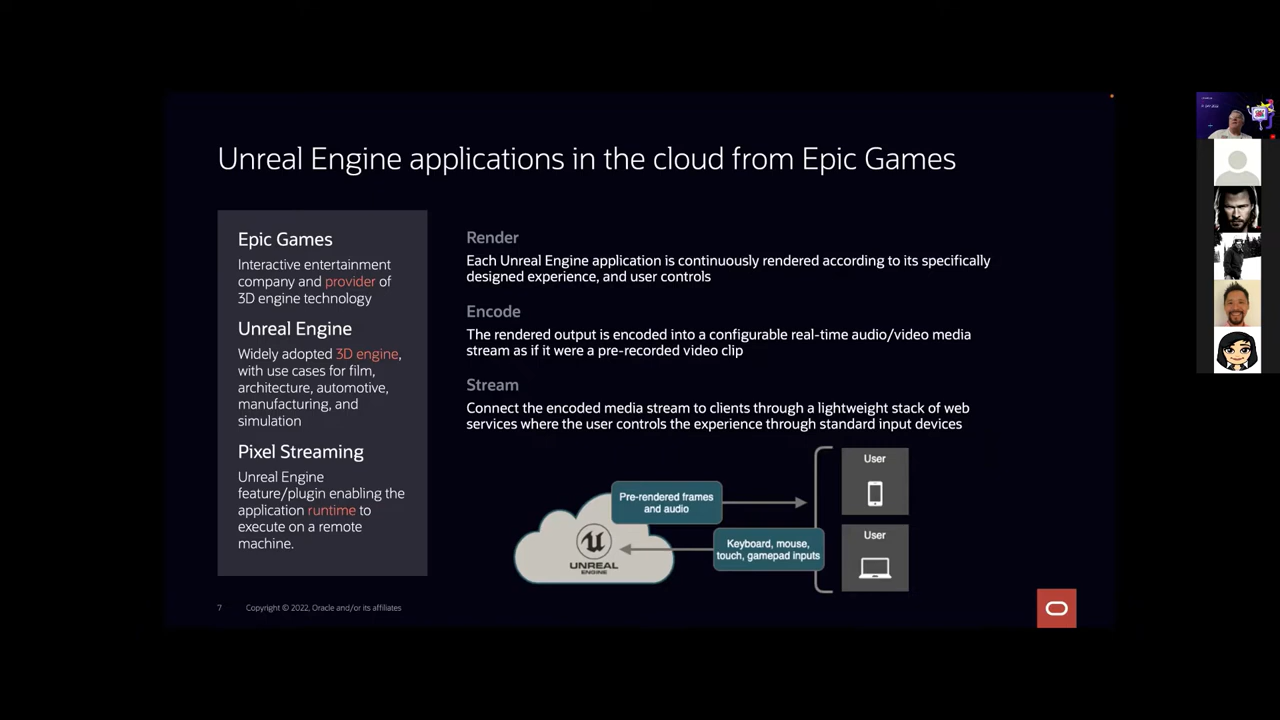 Unreal Engine applications in the cloud from Epic Games
Epic Games
Interactive entertainment
company and provider of
3D engine technology
Unreal Engine
Widely adopted 3D engine,
with use cases for film,
architecture, automotive,
manufacturing, and
simulation
Pixel Streaming
Unreal Engine
feature/plugin enabling the
application runtime to
execute on a remote
machine.
Render
Each Unreal Engine application is continuously rendered according to its specifically
designed experience, and user controls
Encode
The rendered output is encoded into a configurable real-time audio/video media
stream as if it were a pre-recorded video clip
Stream
Connect the encoded media stream to clients through a lightweight stack of web
services where the user controls the experience through standard input devices
Pre-rendered frames
and audio
Keyboard, mouse,
touch, gamepad inputs
UNREAL
ENGINE
User
User
7 Copyright © 2022, Oracle and/or its affiliates